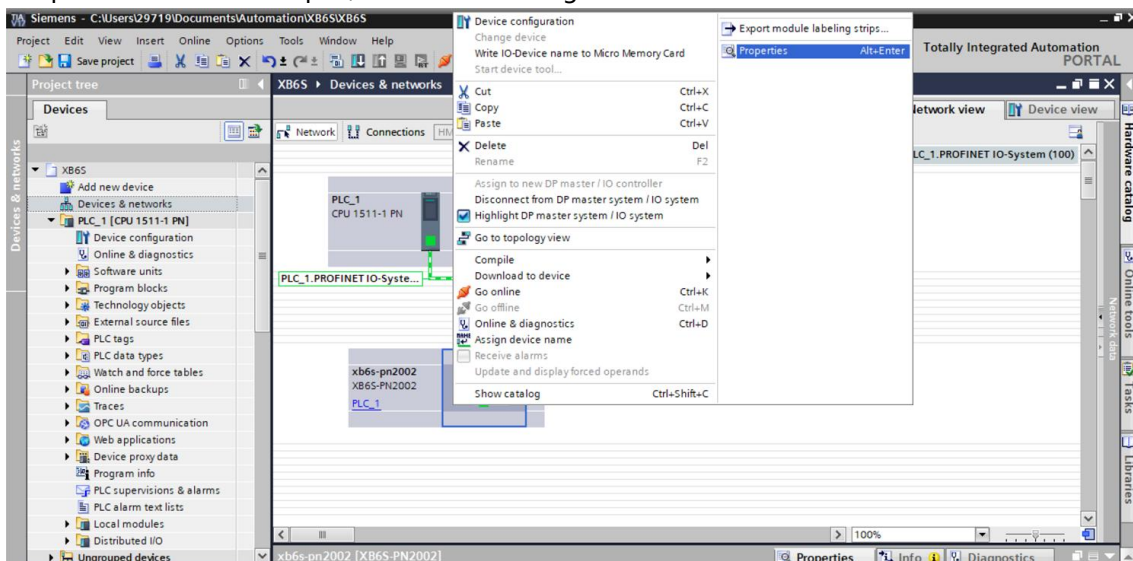 Siemens - C:\Users\29719\Documents\Automation\XB6S\XB6S
Project Edit View Insert Online Options Tools Window Help
Totally Integrated Automation
PORTAL
Save project
Project tree
XB6S ▸ Devices & networks
Devices
Network view
Device view
Network
Connections
LC_1.PROFINET IO-System (100)
XB6S
Add new device
Devices & networks
PLC_1 [CPU 1511-1 PN]
Device configuration
Online & diagnostics
Software units
Program blocks
Technology objects
External source files
PLC tags
PLC data types
Watch and force tables
Online backups
Traces
OPC UA communication
Web applications
Device proxy data
Program info
PLC supervisions & alarms
PLC alarm text lists
Local modules
Distributed I/O
Ungrouped devices
Devices & networks
PLC_1
CPU 1511-1 PN
PLC_1.PROFINET IO-Syste...
xb6s-pn2002
XB6S-PN2002
PLC_1
Device configuration
Change device
Write IO-Device name to Micro Memory Card
Start device tool...
Cut Ctrl+X
Copy Ctrl+C
Paste Ctrl+V
Delete Del
Rename F2
Assign to new DP master / IO controller
Disconnect from DP master system / IO system
Highlight DP master system / IO system
Go to topology view
Compile
Download to device
Go online Ctrl+K
Go offline Ctrl+M
Online & diagnostics Ctrl+D
Assign device name
Receive alarms
Update and display forced operands
Show catalog Ctrl+Shift+C
Export module labeling strips...
Properties Alt+Enter
100%
xb6s-pn2002 [XB6S-PN2002]
Properties
Info
Diagnostics
Network data
Hardware catalog
Online tools
Tasks
Libraries